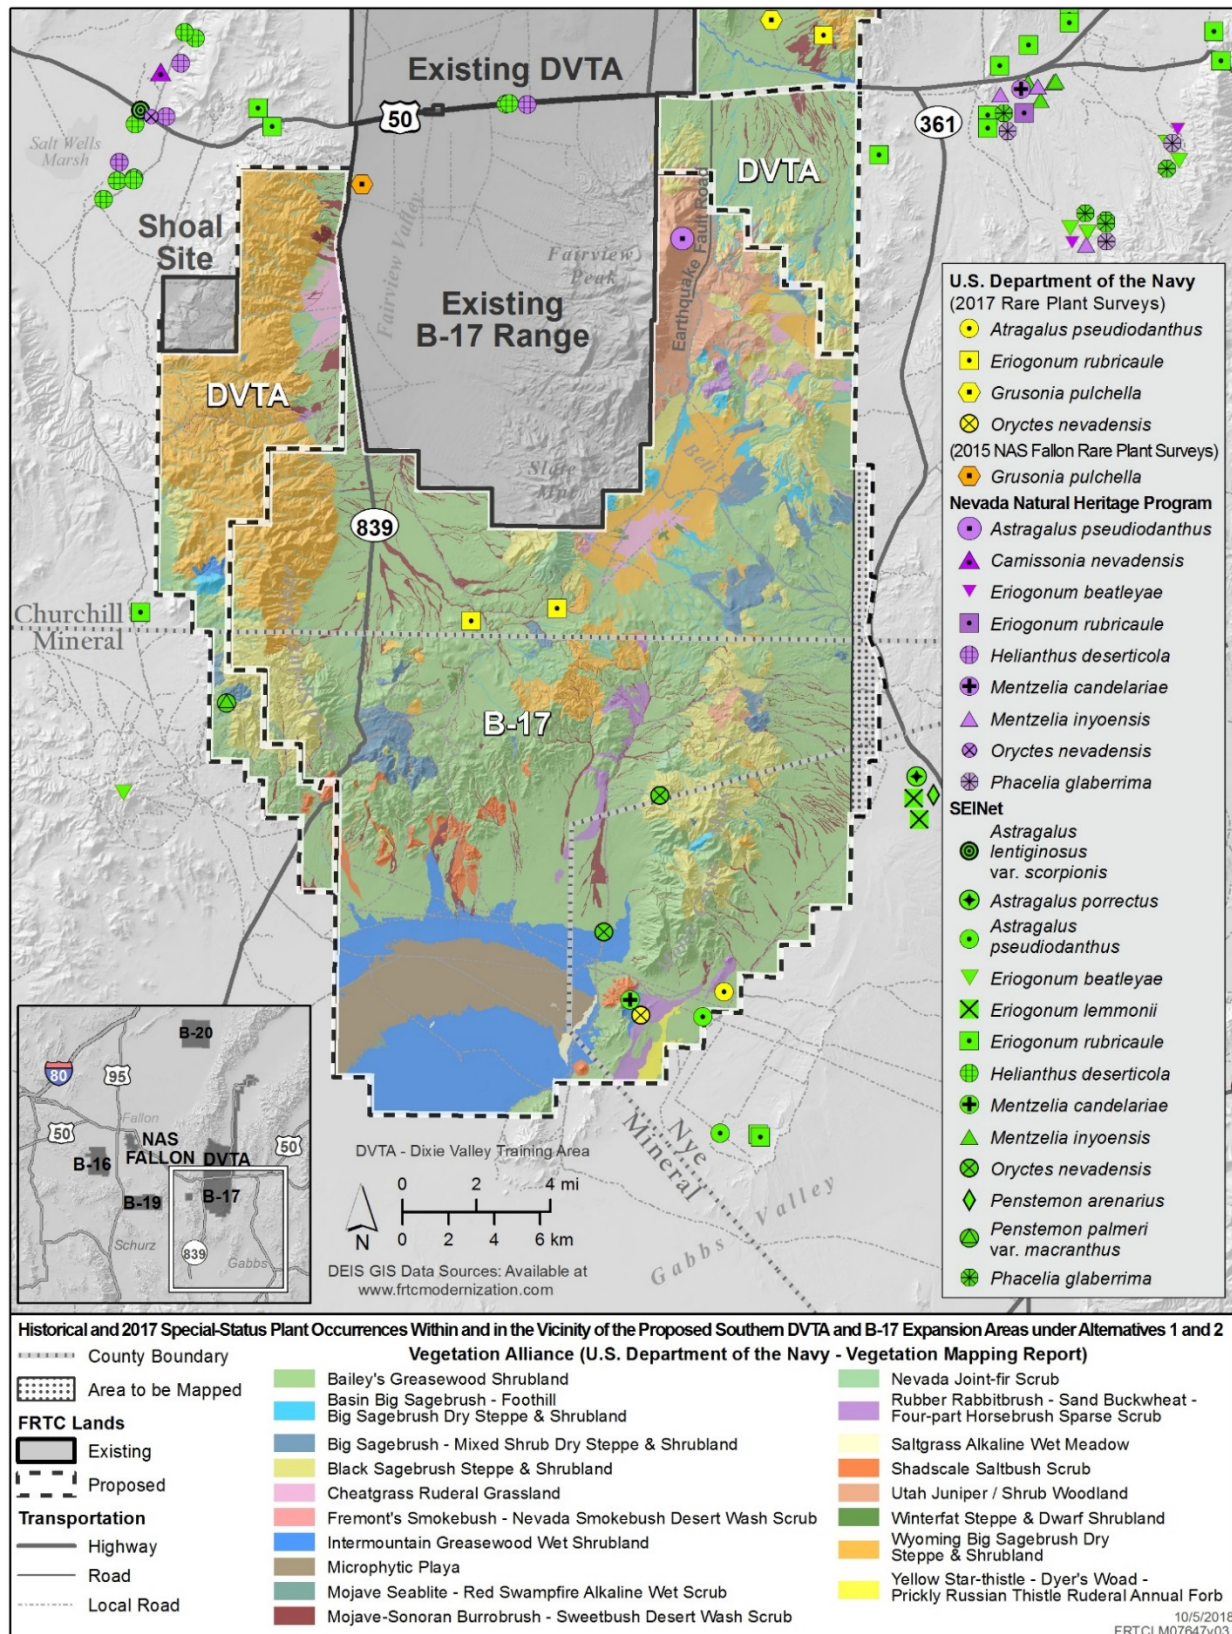 Existing DVTA
50
361
Salt Wells
Marsh
DVTA
Shoal
Site
Fairview Valley
Fairview
Peak
Earthquake Fault Road
Existing
B-17 Range
DVTA
Bell
Slate
Mtn
839
Churchill
Mineral
B-17
Nye
Mineral
Gabbs Valley
U.S. Department of the Navy
(2017 Rare Plant Surveys)
Atragalus pseudiodanthus
Eriogonum rubricaule
Grusonia pulchella
Oryctes nevadensis
(2015 NAS Fallon Rare Plant Surveys)
Grusonia pulchella
Nevada Natural Heritage Program
Astragalus pseudiodanthus
Camissonia nevadensis
Eriogonum beatleyae
Eriogonum rubricaule
Helianthus deserticola
Mentzelia candelariae
Mentzelia inyoensis
Oryctes nevadensis
Phacelia glaberrima
SEINet
Astragalus
lentiginosus
var. scorpionis
Astragalus porrectus
Astragalus
pseudiodanthus
Eriogonum beatleyae
Eriogonum lemmonii
Eriogonum rubricaule
Helianthus deserticola
Mentzelia candelariae
Mentzelia inyoensis
Oryctes nevadensis
Penstemon arenarius
Penstemon palmeri
var. macranthus
Phacelia glaberrima
B-20
80
95
Fallon
50
NAS
FALLON
DVTA
50
B-16
B-19
B-17
Schurz
839
Gabbs
DVTA - Dixie Valley Training Area
0 2 4 mi
0 2 4 6 km
N
DEIS GIS Data Sources: Available at
www.frtcmodernization.com
Historical and 2017 Special-Status Plant Occurrences Within and in the Vicinity of the Proposed Southern DVTA and B-17 Expansion Areas under Alternatives 1 and 2
County Boundary
Area to be Mapped
FRTC Lands
Existing
Proposed
Transportation
Highway
Road
Local Road
Vegetation Alliance (U.S. Department of the Navy - Vegetation Mapping Report)
Bailey's Greasewood Shrubland
Basin Big Sagebrush - Foothill
Big Sagebrush Dry Steppe & Shrubland
Big Sagebrush - Mixed Shrub Dry Steppe & Shrubland
Black Sagebrush Steppe & Shrubland
Cheatgrass Ruderal Grassland
Fremont's Smokebush - Nevada Smokebush Desert Wash Scrub
Intermountain Greasewood Wet Shrubland
Microphytic Playa
Mojave Seablite - Red Swampfire Alkaline Wet Scrub
Mojave-Sonoran Burrobrush - Sweetbush Desert Wash Scrub
Nevada Joint-fir Scrub
Rubber Rabbitbrush - Sand Buckwheat -
Four-part Horsebrush Sparse Scrub
Saltgrass Alkaline Wet Meadow
Shadscale Saltbush Scrub
Utah Juniper / Shrub Woodland
Winterfat Steppe & Dwarf Shrubland
Wyoming Big Sagebrush Dry
Steppe & Shrubland
Yellow Star-thistle - Dyer's Woad -
Prickly Russian Thistle Ruderal Annual Forb
10/5/2018
FRTCLM07647v03